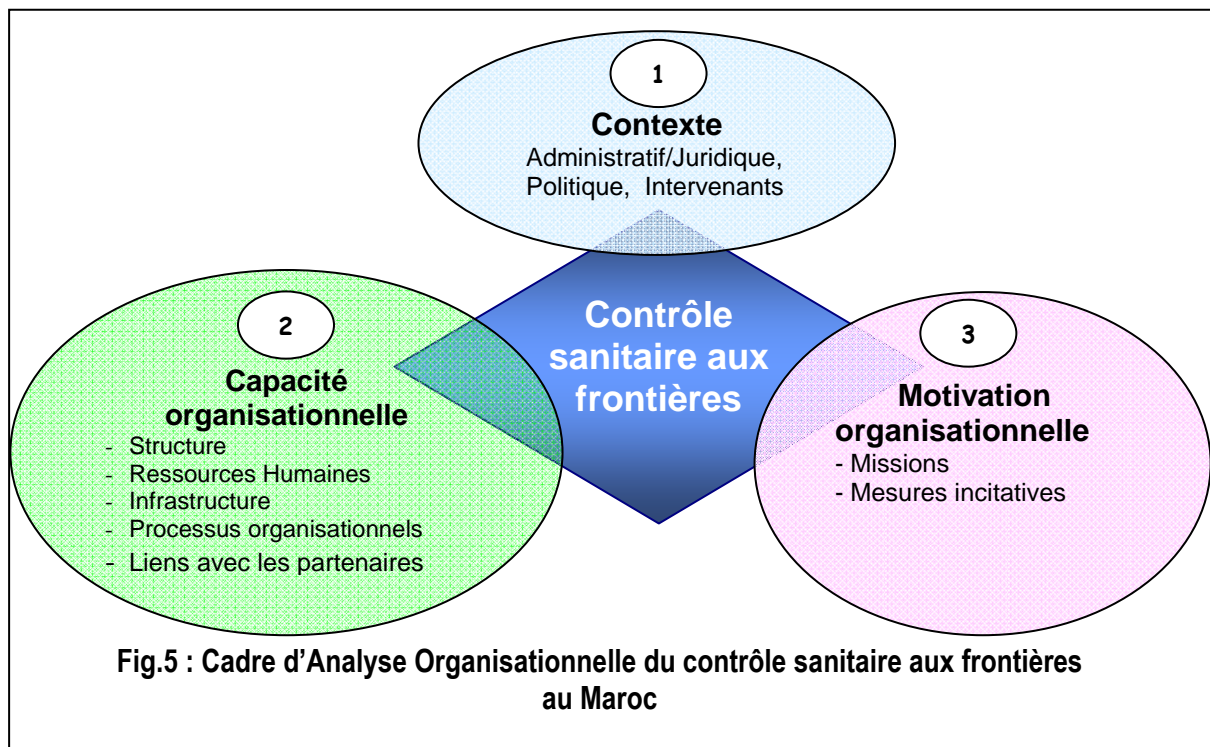 1
Contexte
Administratif/Juridique,
Politique, Intervenants
Contrôle
sanitaire aux
frontières
2
Capacité
organisationnelle
- Structure
- Ressources Humaines
- Infrastructure
- Processus organisationnels
- Liens avec les partenaires
3
Motivation
organisationnelle
- Missions
- Mesures incitatives
Fig.5 : Cadre d’Analyse Organisationnelle du contrôle sanitaire aux frontières
au Maroc